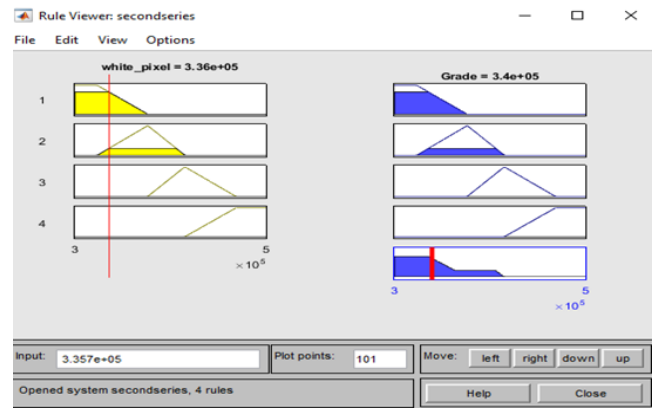 Rule Viewer: secondseries
File Edit View Options
white_pixel = 3.36e+05
Grade = 3.4e+05
1
2
3
4
3 5
×10^5
3 5
×10^5
Input: 3.357e+05 Plot points: 101 Move: left right down up
Opened system secondseries, 4 rules Help Close